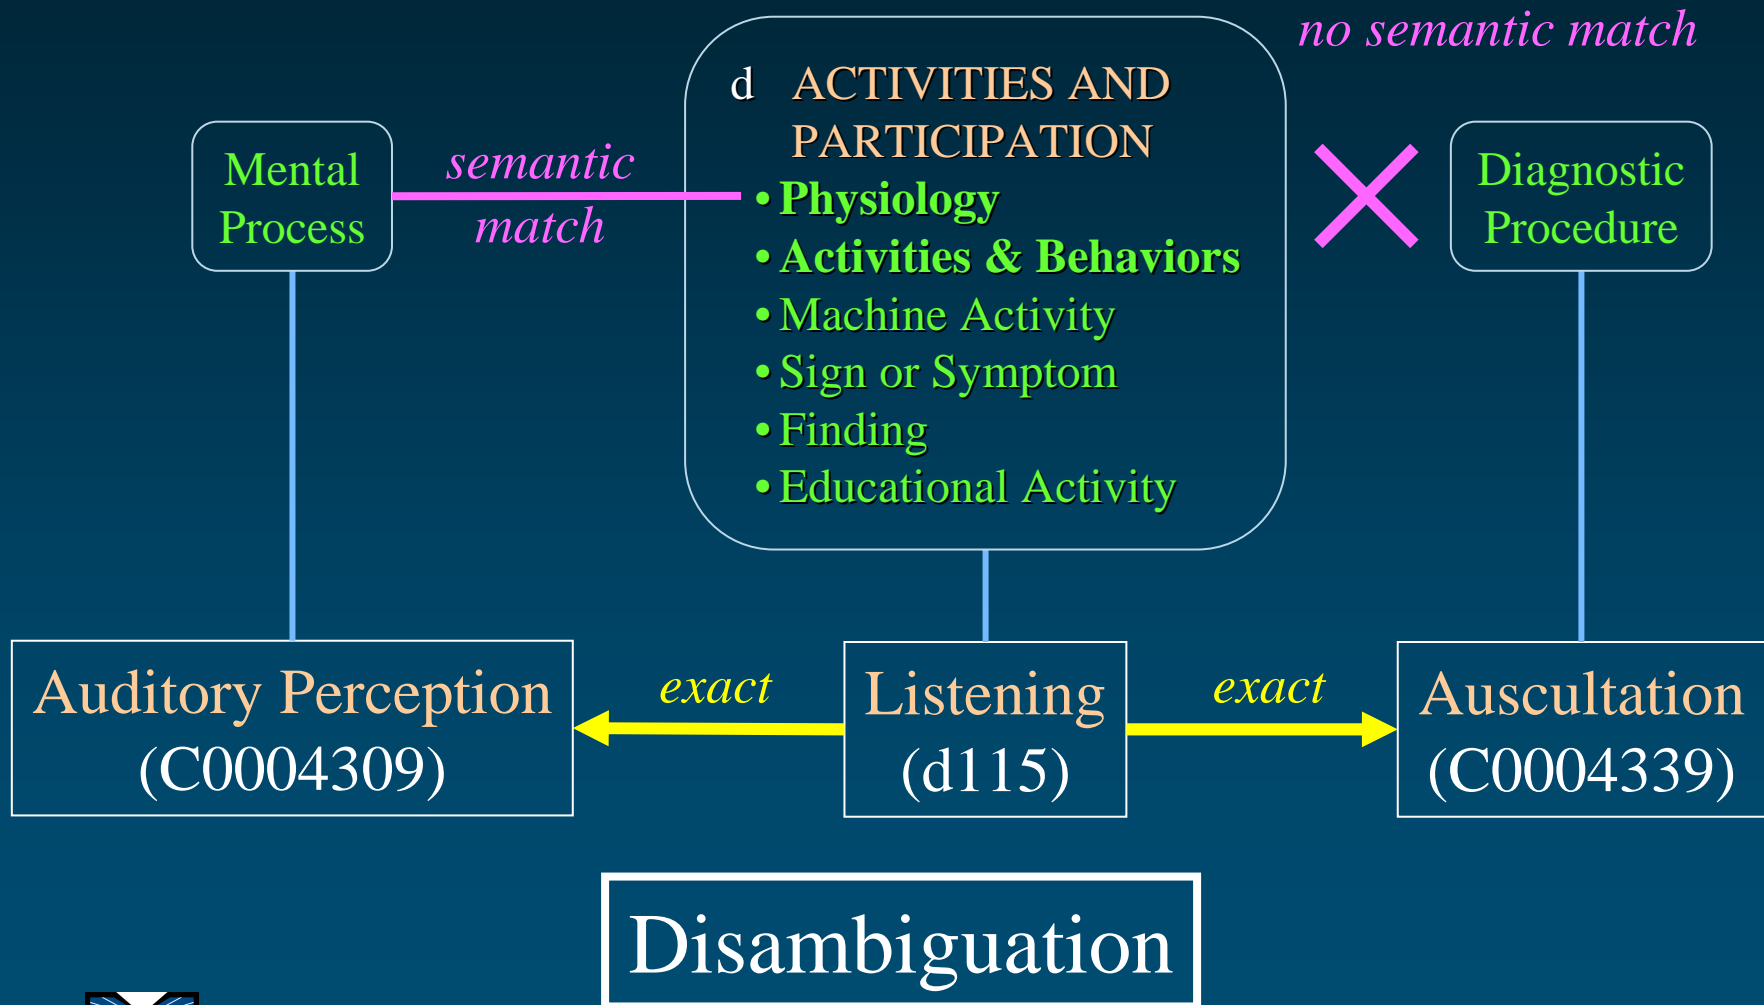 no semantic match
d ACTIVITIES AND
PARTICIPATION
• Physiology
• Activities & Behaviors
• Machine Activity
• Sign or Symptom
• Finding
• Educational Activity
Mental
Process
semantic
match
Diagnostic
Procedure
Auditory Perception
(C0004309)
exact
Listening
(d115)
exact
Auscultation
(C0004339)
Disambiguation